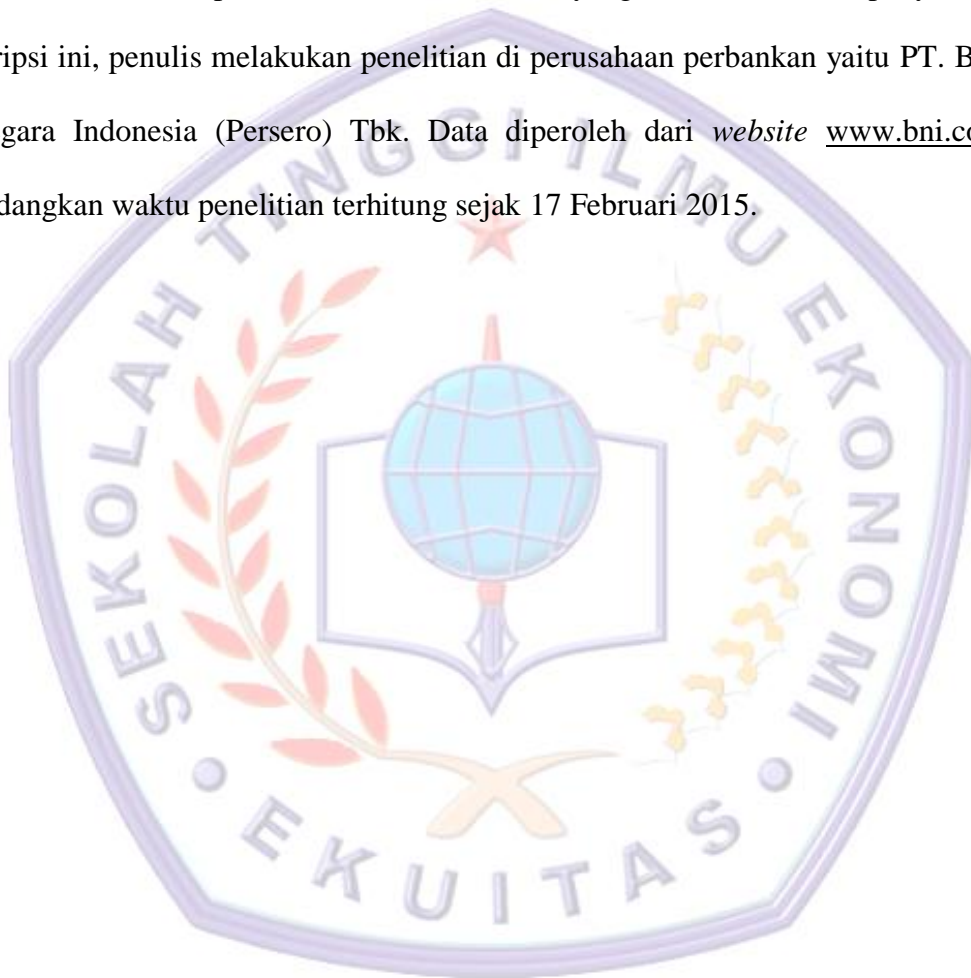 ripsi ini, penulis melakukan penelitian di perusahaan perbankan yaitu PT. B
gara Indonesia (Persero) Tbk. Data diperoleh dari website www.bni.co
dangkan waktu penelitian terhitung sejak 17 Februari 2015.
SEKOLAH TINGGI ILMU EKONOMI
EKUITAS